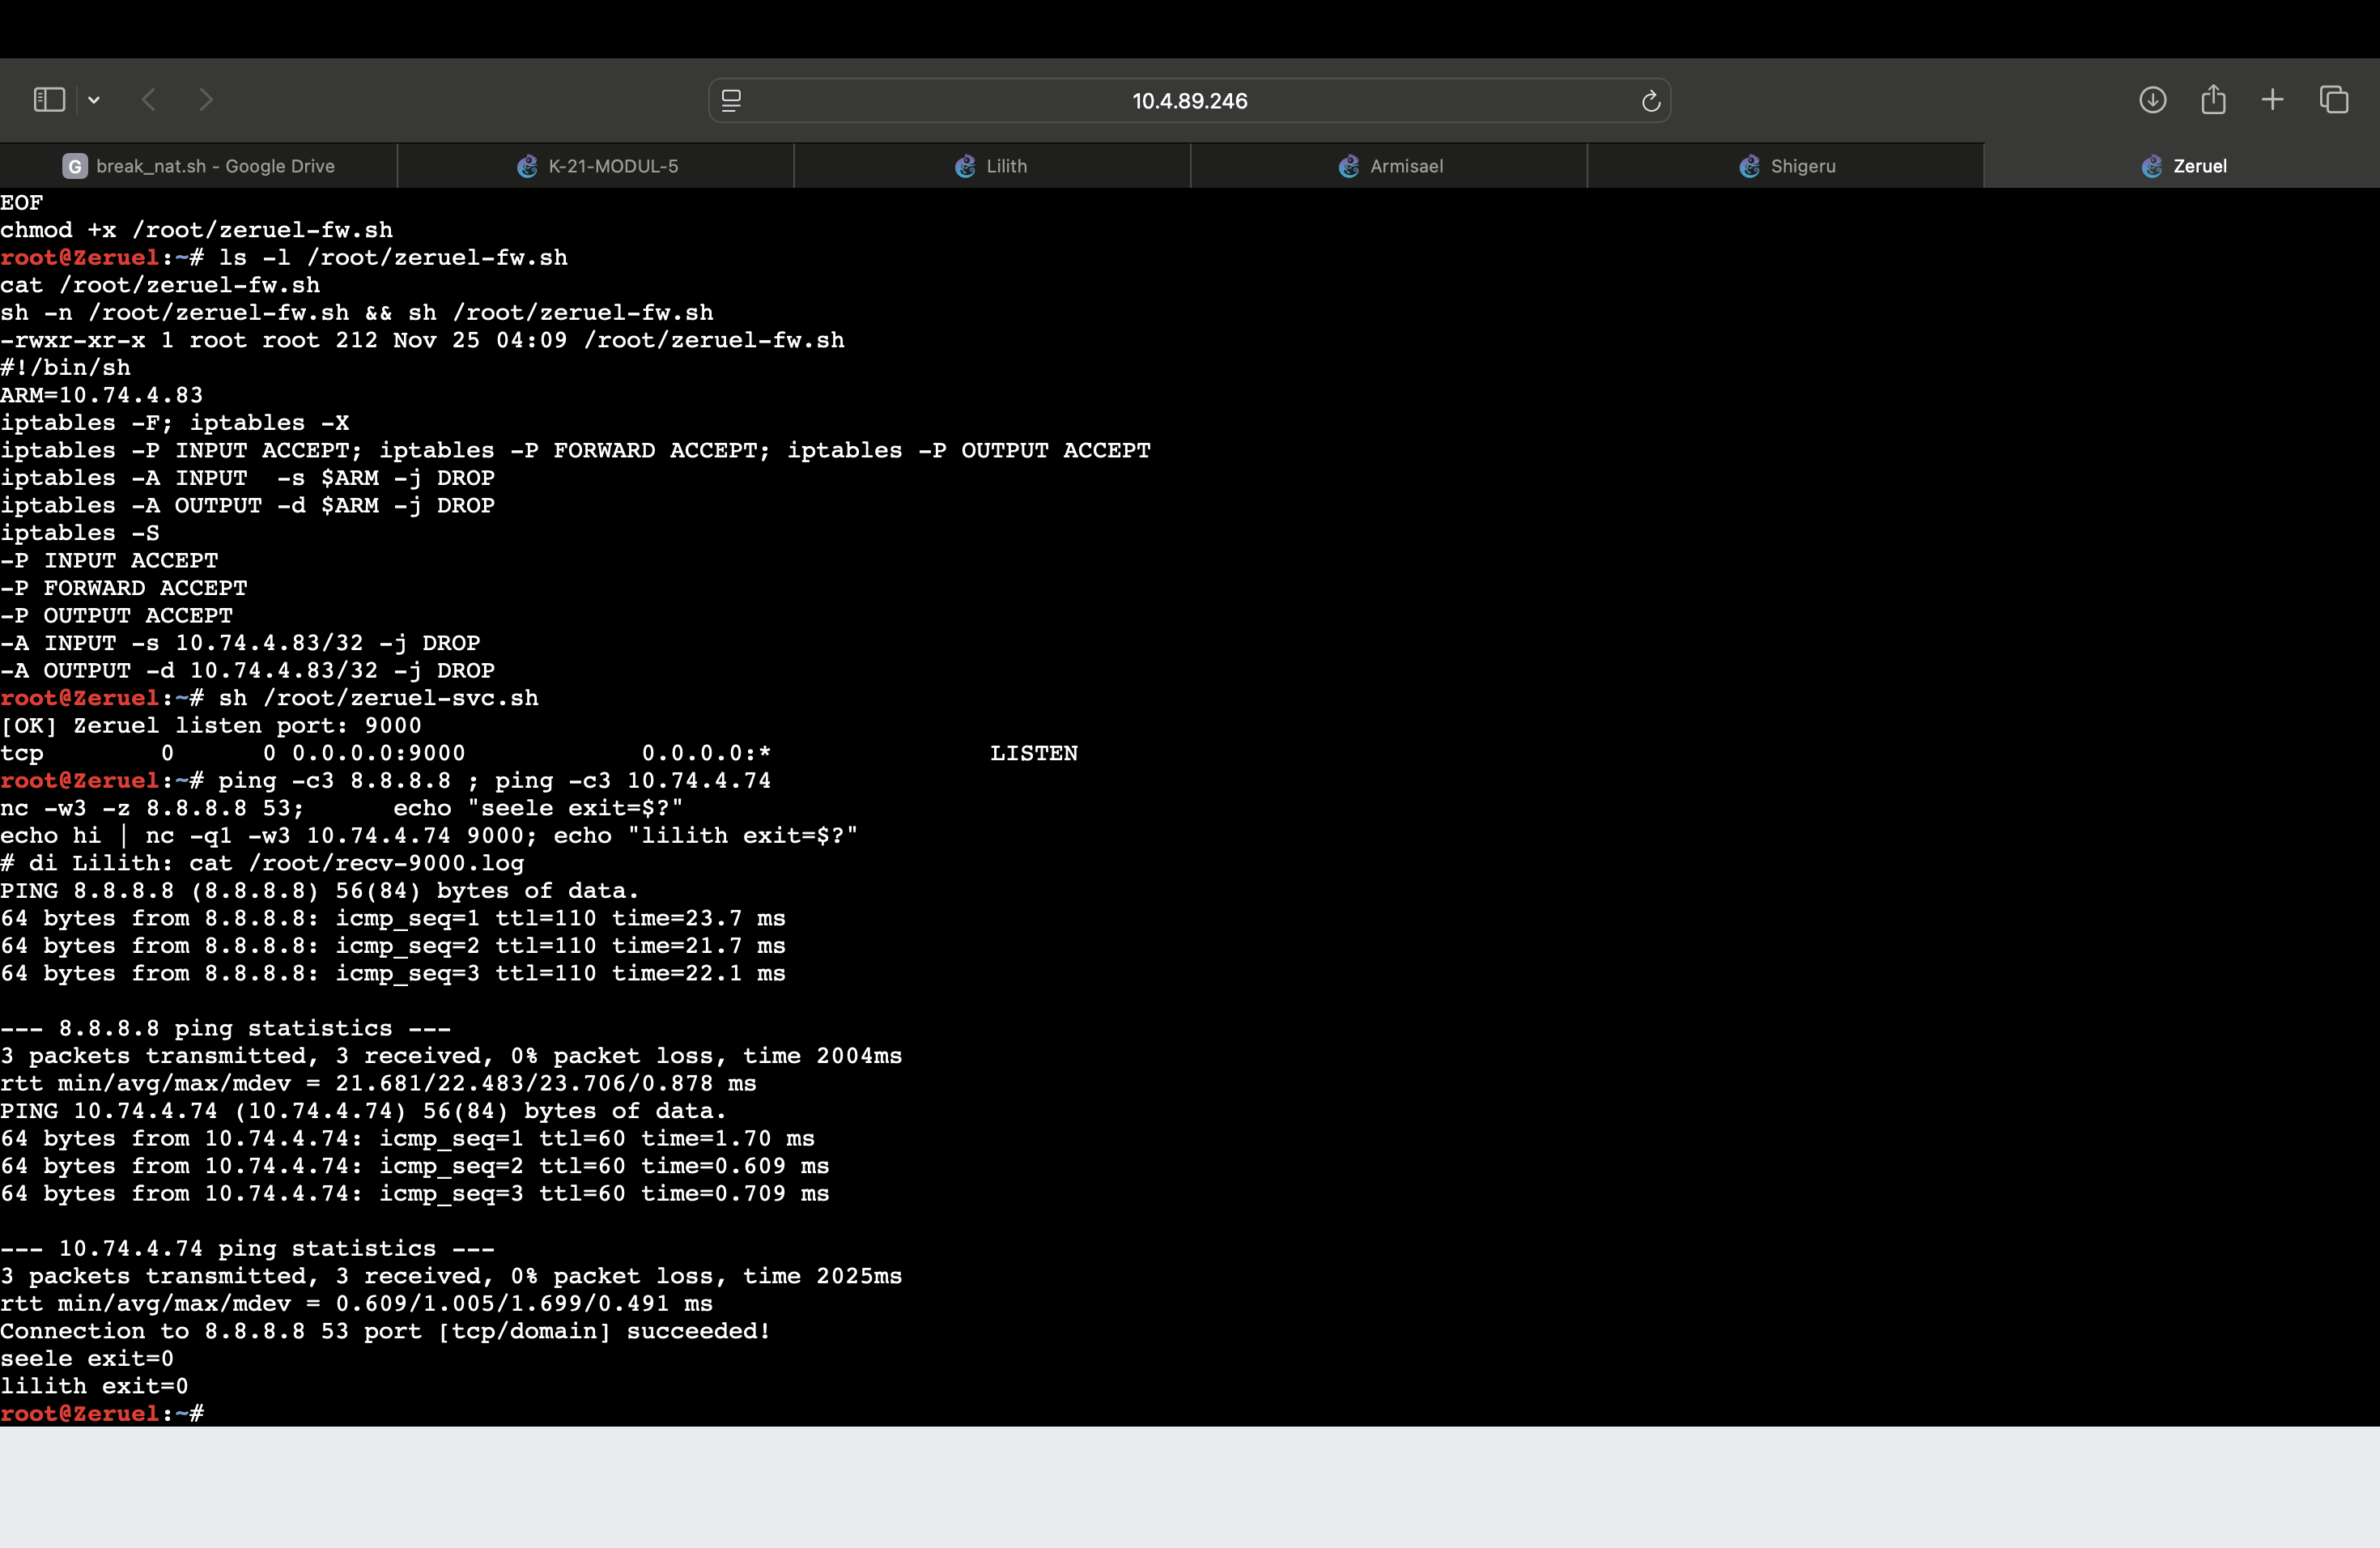 10.4.89.246
G break_nat.sh - Google Drive
K-21-MODUL-5
Lilith
Armisael
Shigeru
Zeruel
EOF
chmod +x /root/zeruel-fw.sh
root@Zeruel:~# ls -l /root/zeruel-fw.sh
cat /root/zeruel-fw.sh
sh -n /root/zeruel-fw.sh && sh /root/zeruel-fw.sh
-rwxr-xr-x 1 root root 212 Nov 25 04:09 /root/zeruel-fw.sh
#!/bin/sh
ARM=10.74.4.83
iptables -F; iptables -X
iptables -P INPUT ACCEPT; iptables -P FORWARD ACCEPT; iptables -P OUTPUT ACCEPT
iptables -A INPUT  -s $ARM -j DROP
iptables -A OUTPUT -d $ARM -j DROP
iptables -S
-P INPUT ACCEPT
-P FORWARD ACCEPT
-P OUTPUT ACCEPT
-A INPUT -s 10.74.4.83/32 -j DROP
-A OUTPUT -d 10.74.4.83/32 -j DROP
root@Zeruel:~# sh /root/zeruel-svc.sh
[OK] Zeruel listen port: 9000
tcp        0      0 0.0.0.0:9000            0.0.0.0:*               LISTEN
root@Zeruel:~# ping -c3 8.8.8.8 ; ping -c3 10.74.4.74
nc -w3 -z 8.8.8.8 53;      echo "seele exit=$?"
echo hi | nc -q1 -w3 10.74.4.74 9000; echo "lilith exit=$?"
# di Lilith: cat /root/recv-9000.log
PING 8.8.8.8 (8.8.8.8) 56(84) bytes of data.
64 bytes from 8.8.8.8: icmp_seq=1 ttl=110 time=23.7 ms
64 bytes from 8.8.8.8: icmp_seq=2 ttl=110 time=21.7 ms
64 bytes from 8.8.8.8: icmp_seq=3 ttl=110 time=22.1 ms
--- 8.8.8.8 ping statistics ---
3 packets transmitted, 3 received, 0% packet loss, time 2004ms
rtt min/avg/max/mdev = 21.681/22.483/23.706/0.878 ms
PING 10.74.4.74 (10.74.4.74) 56(84) bytes of data.
64 bytes from 10.74.4.74: icmp_seq=1 ttl=60 time=1.70 ms
64 bytes from 10.74.4.74: icmp_seq=2 ttl=60 time=0.609 ms
64 bytes from 10.74.4.74: icmp_seq=3 ttl=60 time=0.709 ms
--- 10.74.4.74 ping statistics ---
3 packets transmitted, 3 received, 0% packet loss, time 2025ms
rtt min/avg/max/mdev = 0.609/1.005/1.699/0.491 ms
Connection to 8.8.8.8 53 port [tcp/domain] succeeded!
seele exit=0
lilith exit=0
root@Zeruel:~#